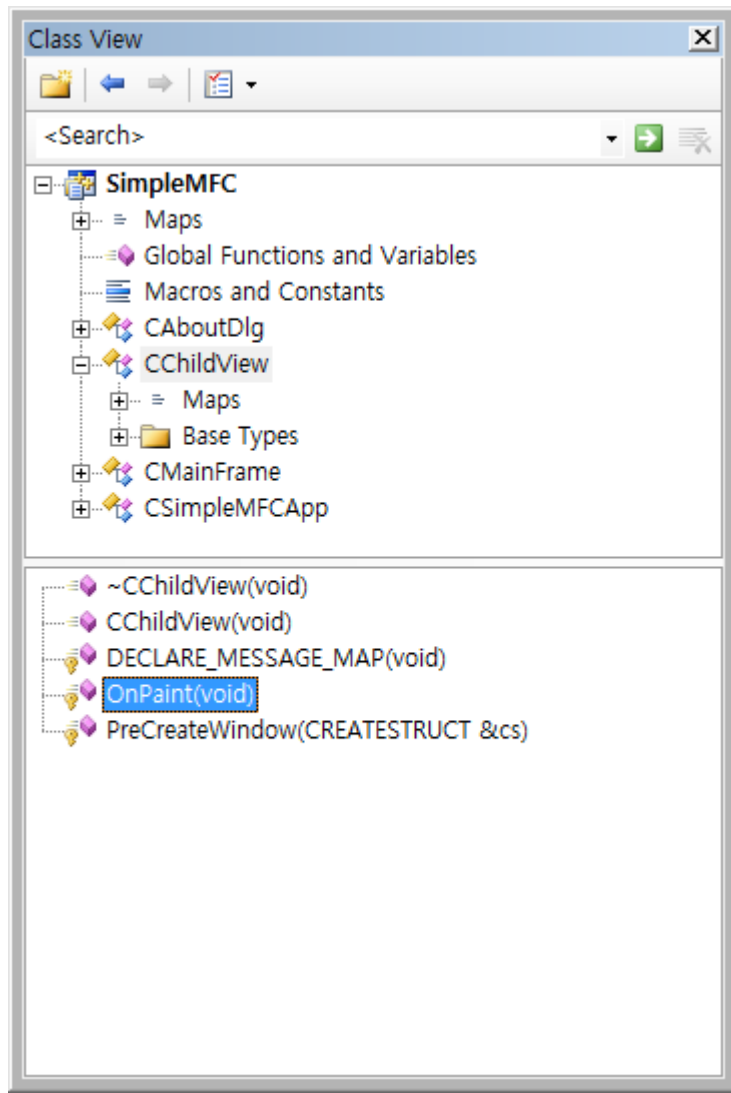 Class View
<Search>
SimpleMFC
Maps
Global Functions and Variables
Macros and Constants
CAboutDlg
CChildView
Maps
Base Types
CMainFrame
CSimpleMFCApp
~CChildView(void)
CChildView(void)
DECLARE_MESSAGE_MAP(void)
OnPaint(void)
PreCreateWindow(CREATESTRUCT &cs)